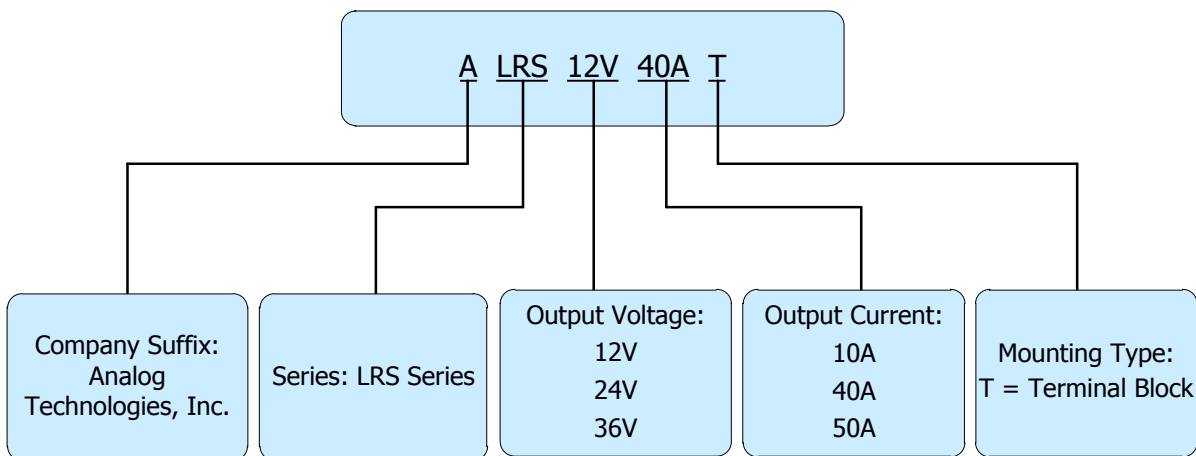 A LRS 12V 40A T
Company Suffix:
Analog
Technologies, Inc.
Series: LRS Series
Output Voltage:
12V
24V
36V
Output Current:
10A
40A
50A
Mounting Type:
T = Terminal Block